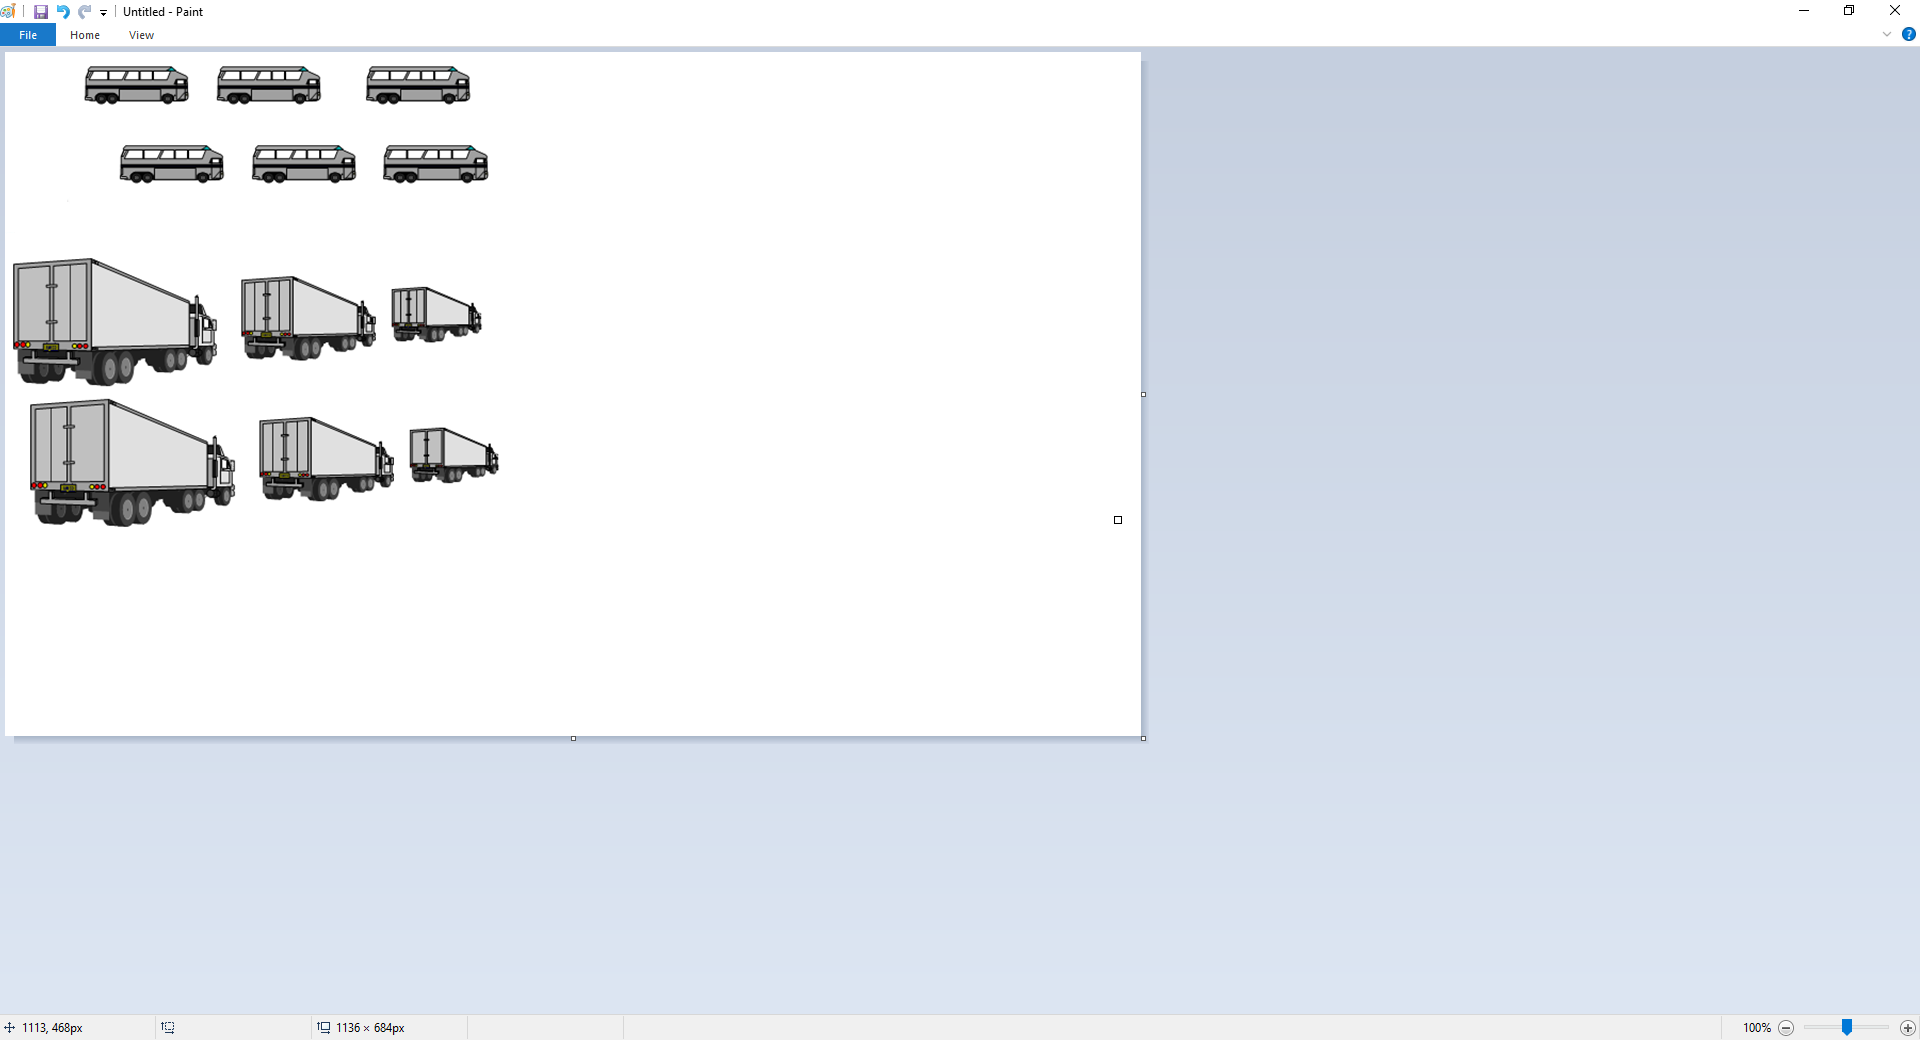 Untitled - Paint
File Home View
1113, 468px
1136 × 684px
100%